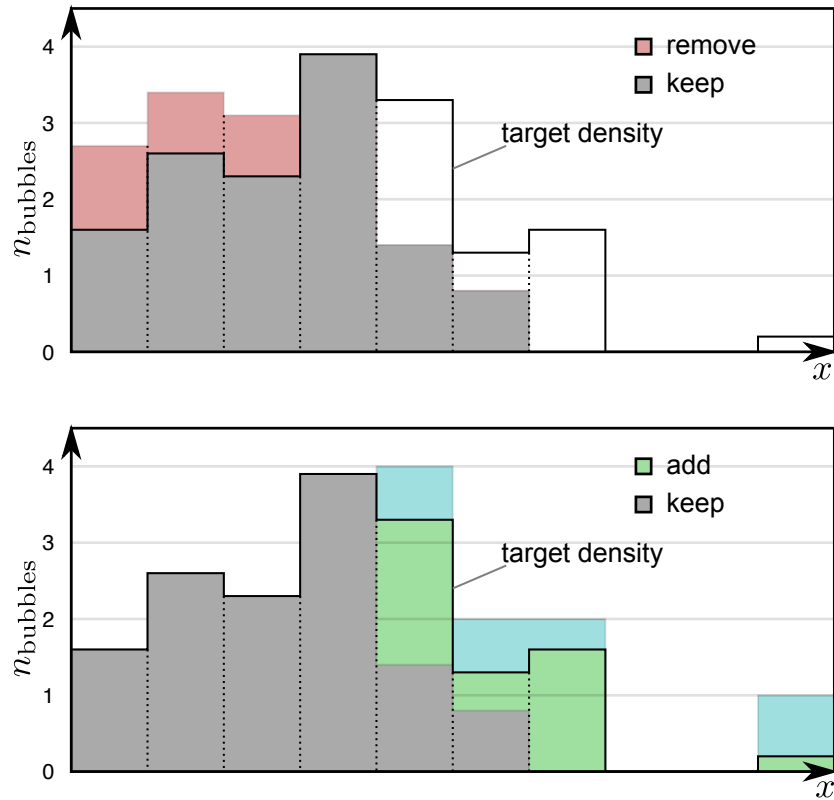 4
3
2
1
0
n_bubbles
remove
keep
target density
x
4
3
2
1
0
n_bubbles
add
keep
target density
x